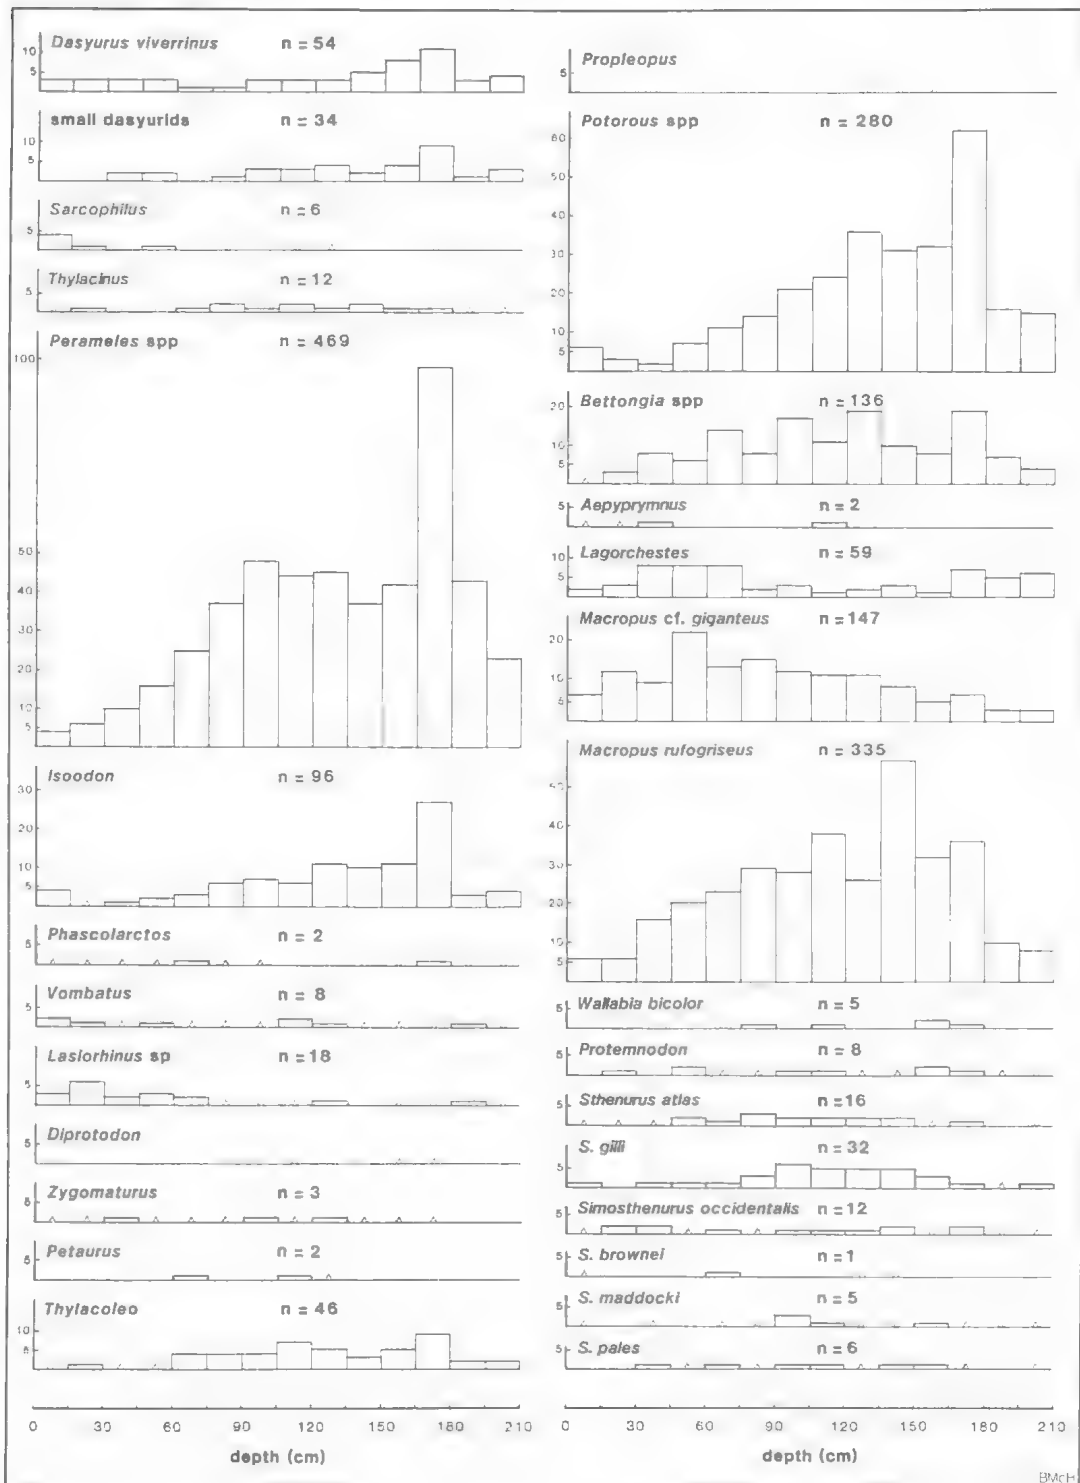 Dasyurus viverrinus n = 54
10
5
small dasyurids n = 34
10
5
Sarcophilus n = 6
5
Thylacinus n = 12
5
Perameles spp n = 469
100
50
40
30
20
10
5
Isoodon n = 96
30
20
10
5
Phascolarctos n = 2
5
Vombatus n = 8
5
Lasiorhinus sp n = 18
5
Diprotodon
5
Zygomaturus n = 3
5
Petaurus n = 2
5
Thylacoleo n = 46
10
5
0 30 60 90 120 150 180 210
depth (cm)
Propleopus
5
Potorous spp n = 280
60
50
40
30
20
10
5
Bettongia spp n = 136
20
10
5
Aepyprymnus n = 2
5
Lagorchestes n = 59
10
5
Macropus cf. giganteus n = 147
20
10
5
Macropus rufogriseus n = 335
50
40
30
20
10
5
Wallabia bicolor n = 5
5
Protemnodon n = 8
5
Sthenurus atlas n = 16
5
S. gilli n = 32
5
Simosthenurus occidentalis n = 12
5
S. brownei n = 1
5
S. maddocki n = 5
5
S. pales n = 6
5
0 30 60 90 120 150 180 210
depth (cm)
BMcH